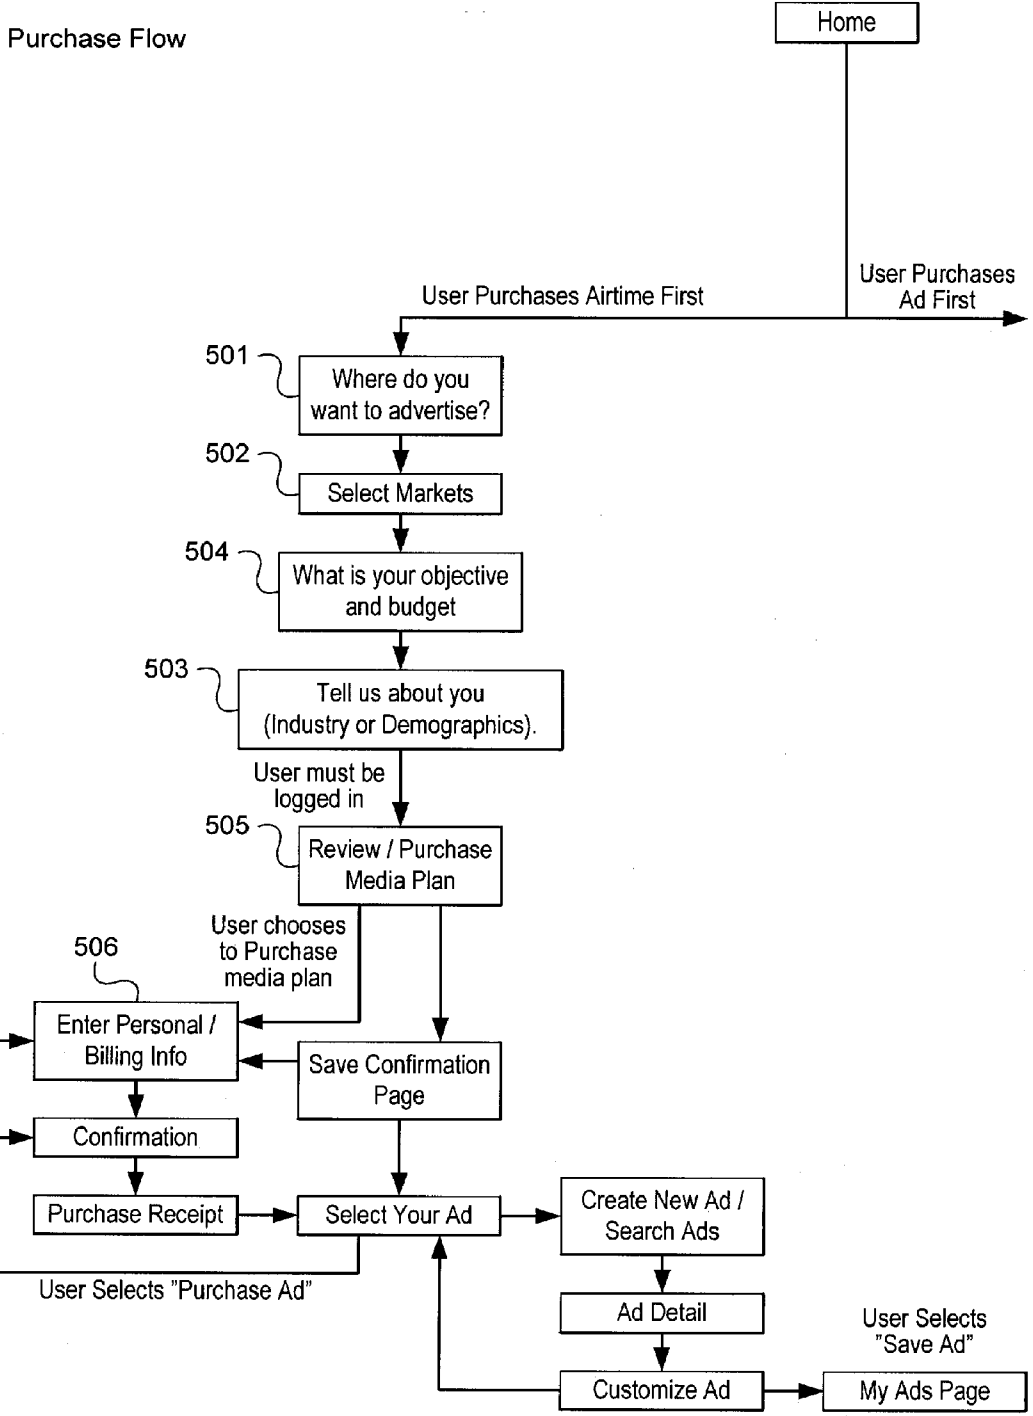 Purchase Flow
Home
User Purchases Airtime First
User Purchases
Ad First
501
Where do you
want to advertise?
502
Select Markets
504
What is your objective
and budget
503
Tell us about you
(Industry or Demographics).
User must be
logged in
505
Review / Purchase
Media Plan
User chooses
to Purchase
media plan
506
Enter Personal /
Billing Info
Save Confirmation
Page
Confirmation
Purchase Receipt
Select Your Ad
Create New Ad /
Search Ads
User Selects "Purchase Ad"
Ad Detail
User Selects
"Save Ad"
Customize Ad
My Ads Page